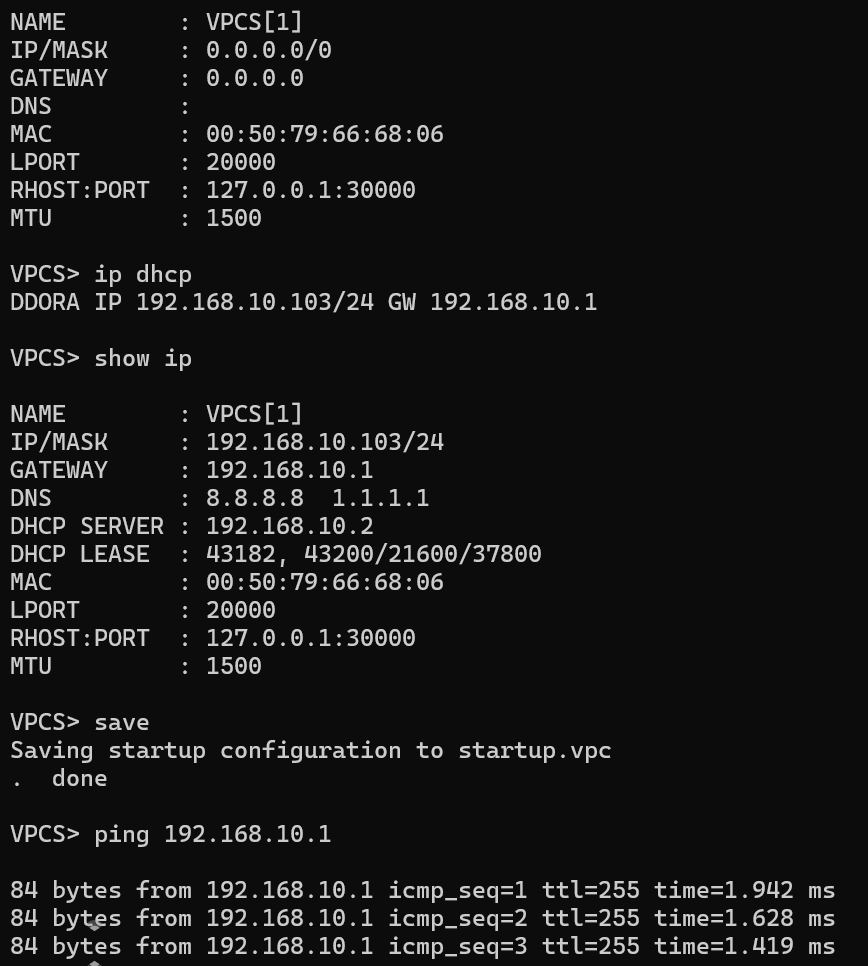 NAME        : VPCS[1]
IP/MASK     : 0.0.0.0/0
GATEWAY     : 0.0.0.0
DNS         :
MAC         : 00:50:79:66:68:06
LPORT       : 20000
RHOST:PORT  : 127.0.0.1:30000
MTU         : 1500

VPCS> ip dhcp
DDORA IP 192.168.10.103/24 GW 192.168.10.1

VPCS> show ip

NAME        : VPCS[1]
IP/MASK     : 192.168.10.103/24
GATEWAY     : 192.168.10.1
DNS         : 8.8.8.8  1.1.1.1
DHCP SERVER : 192.168.10.2
DHCP LEASE  : 43182, 43200/21600/37800
MAC         : 00:50:79:66:68:06
LPORT       : 20000
RHOST:PORT  : 127.0.0.1:30000
MTU         : 1500

VPCS> save
Saving startup configuration to startup.vpc
.  done

VPCS> ping 192.168.10.1

84 bytes from 192.168.10.1 icmp_seq=1 ttl=255 time=1.942 ms
84 bytes from 192.168.10.1 icmp_seq=2 ttl=255 time=1.628 ms
84 bytes from 192.168.10.1 icmp_seq=3 ttl=255 time=1.419 ms